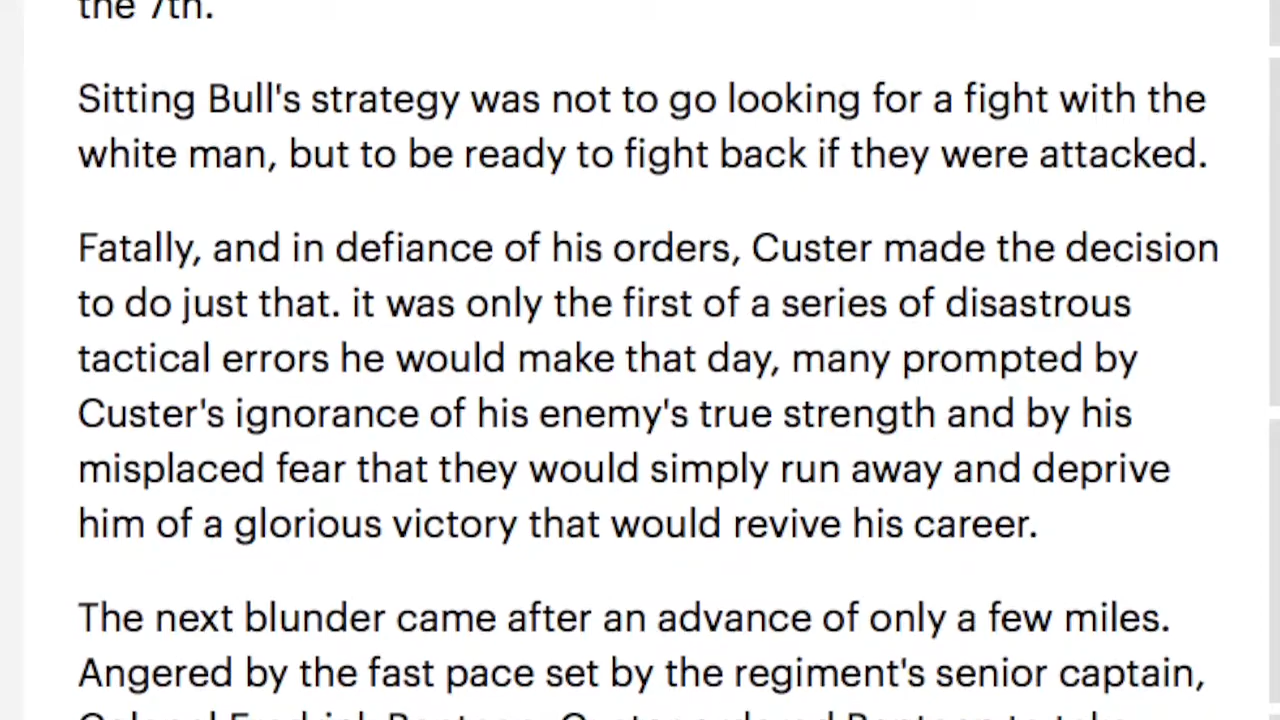 the 7th.
Sitting Bull's strategy was not to go looking for a fight with the
white man, but to be ready to fight back if they were attacked.
Fatally, and in defiance of his orders, Custer made the decision
to do just that. it was only the first of a series of disastrous
tactical errors he would make that day, many prompted by
Custer's ignorance of his enemy's true strength and by his
misplaced fear that they would simply run away and deprive
him of a glorious victory that would revive his career.
The next blunder came after an advance of only a few miles.
Angered by the fast pace set by the regiment's senior captain,